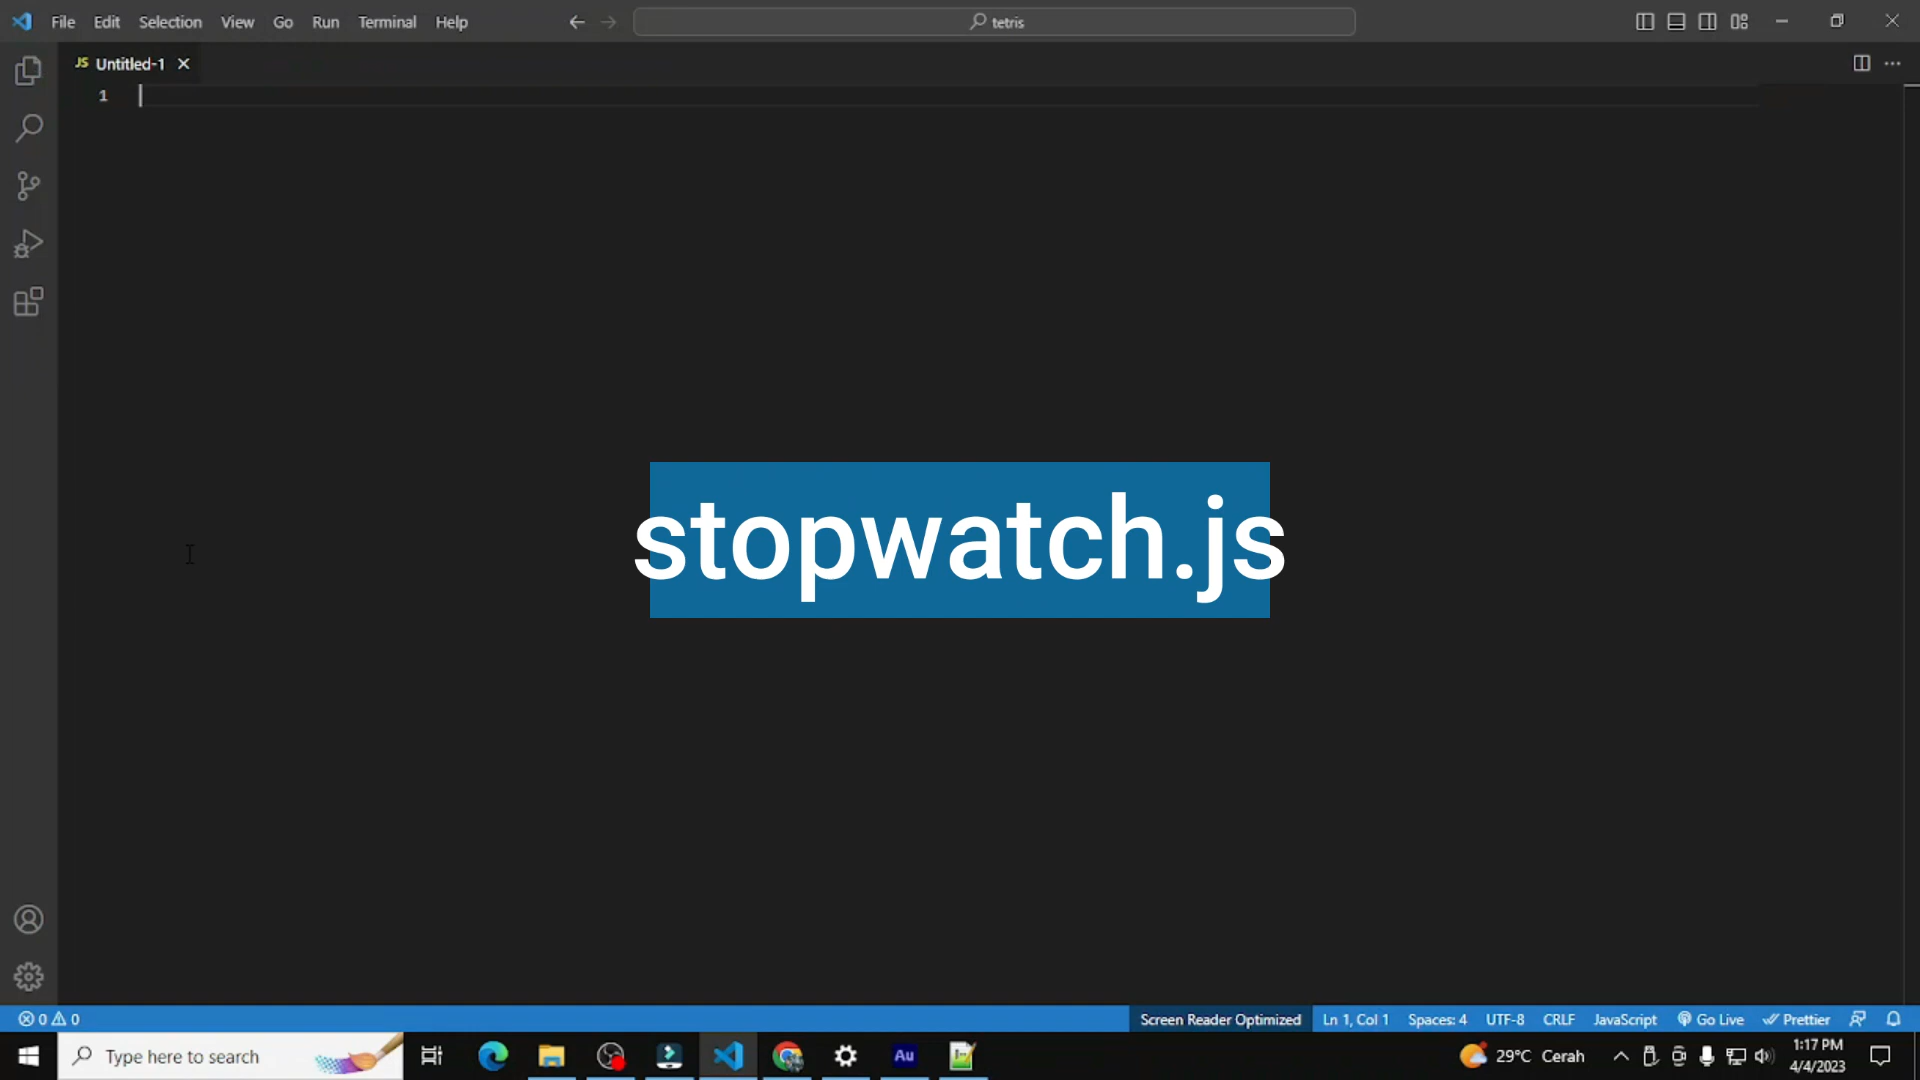 File Edit Selection View Go Run Terminal Help
tetris
JS Untitled-1
1
stopwatch.js
0 0
Screen Reader Optimized
Ln 1, Col 1
Spaces: 4
UTF-8
CRLF
JavaScript
Go Live
Prettier
Type here to search
Au
29°C Cerah
1:17 PM
4/4/2023